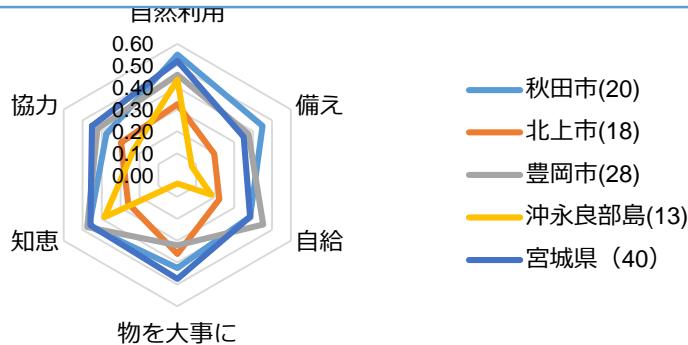 自然利用
0.60
0.50
0.40
0.30
0.20
0.10
0.00
備え
自給
物を大事に
知恵
協力
秋田市(20)
北上市(18)
豊岡市(28)
沖永良部島(13)
宮城県（40）